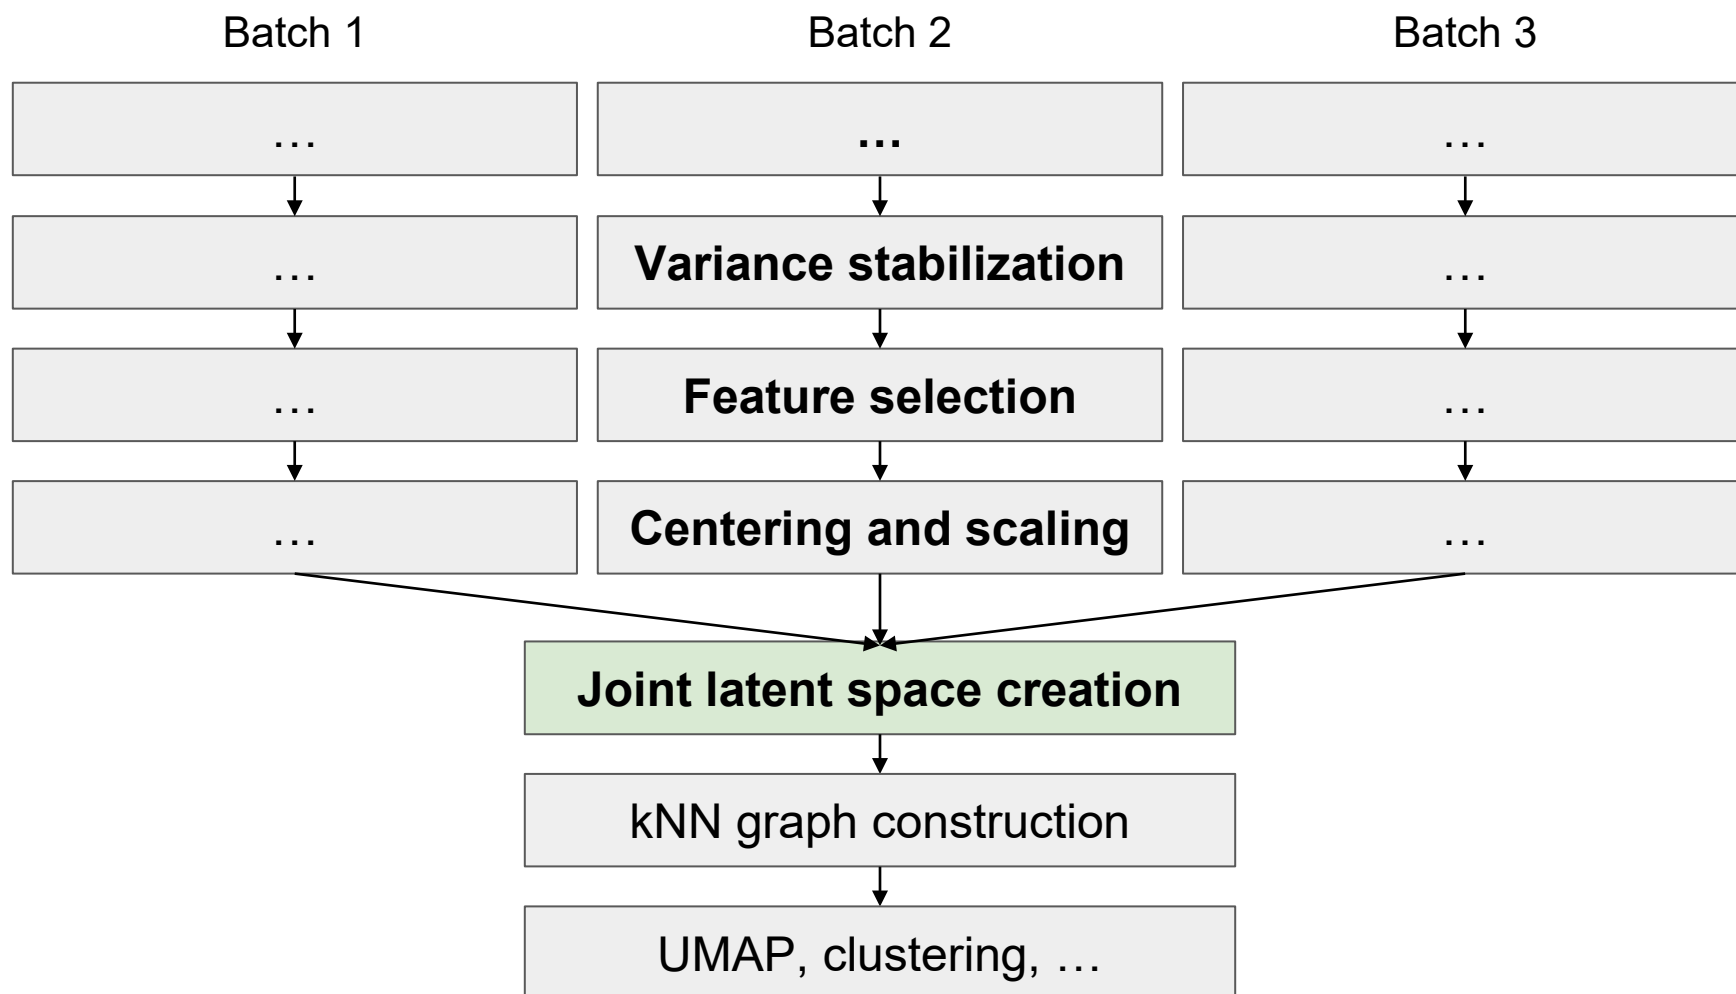 Batch 1
Batch 2
Batch 3
…
…
…
…
Variance stabilization
…
…
Feature selection
…
…
Centering and scaling
…
Joint latent space creation
kNN graph construction
UMAP, clustering, …